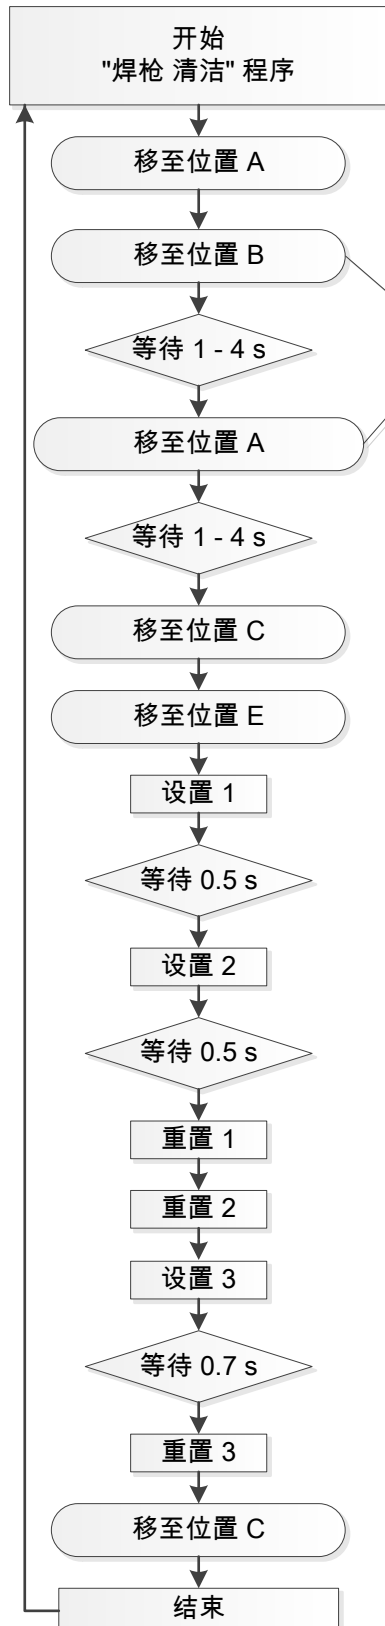 开始
"焊枪 清洁" 程序
移至位置 A
移至位置 B
等待 1 - 4 s
移至位置 A
等待 1 - 4 s
移至位置 C
移至位置 E
设置 1
等待 0.5 s
设置 2
等待 0.5 s
重置 1
重置 2
设置 3
等待 0.7 s
重置 3
移至位置 C
结束